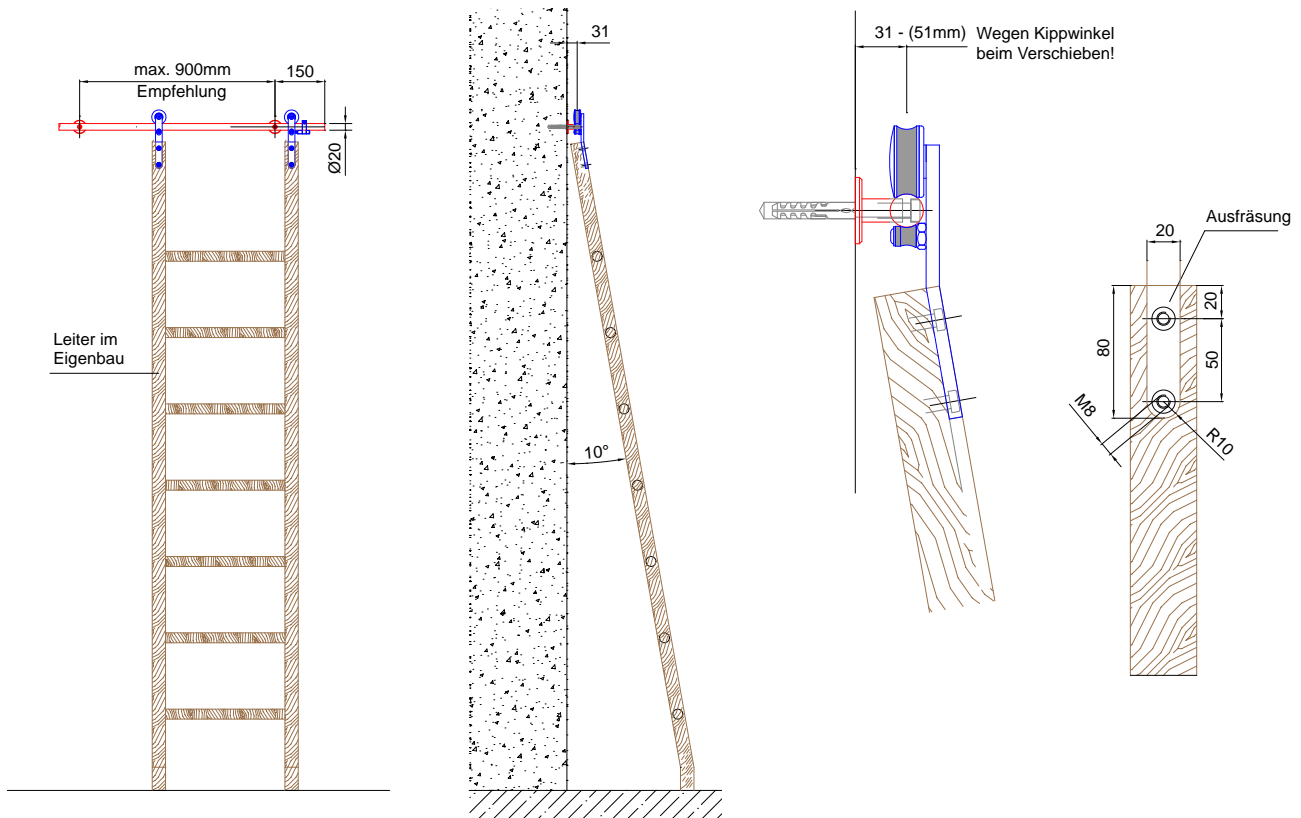 max. 900mm
Empfehlung
150
Ø20
Leiter im
Eigenbau
31
10°
31 - (51mm) Wegen Kippwinkel
beim Verschieben!
Ausfräsung
20
20
80
50
M8
R10